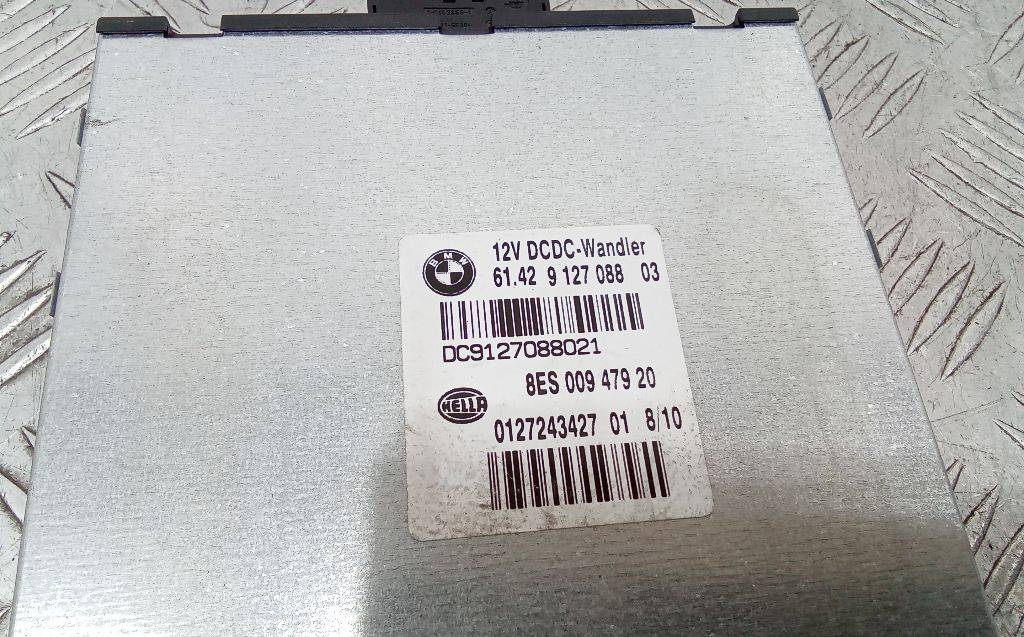 BMW
12V DCDC-Wandler
61.42 9 127 088 03
DC9127088021
8ES 009 479 20
HELLA
0127243427 01 8/10